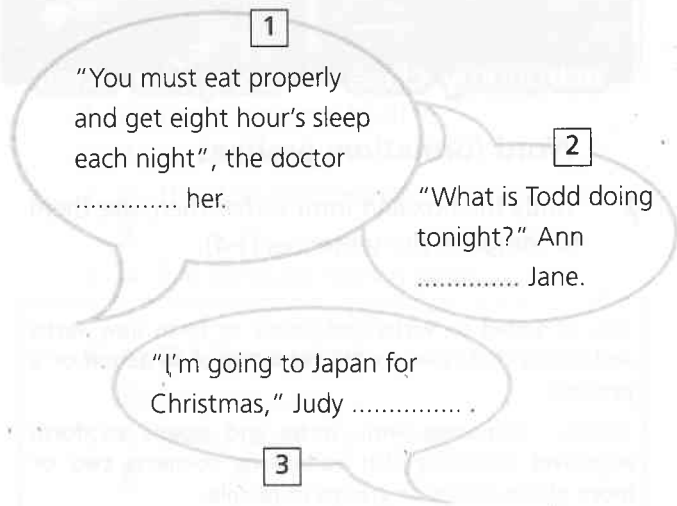 1
"You must eat properly
and get eight hour's sleep
each night", the doctor
.............. her.
2
"What is Todd doing
tonight?" Ann
.............. Jane.
"I'm going to Japan for
Christmas," Judy ............... .
3